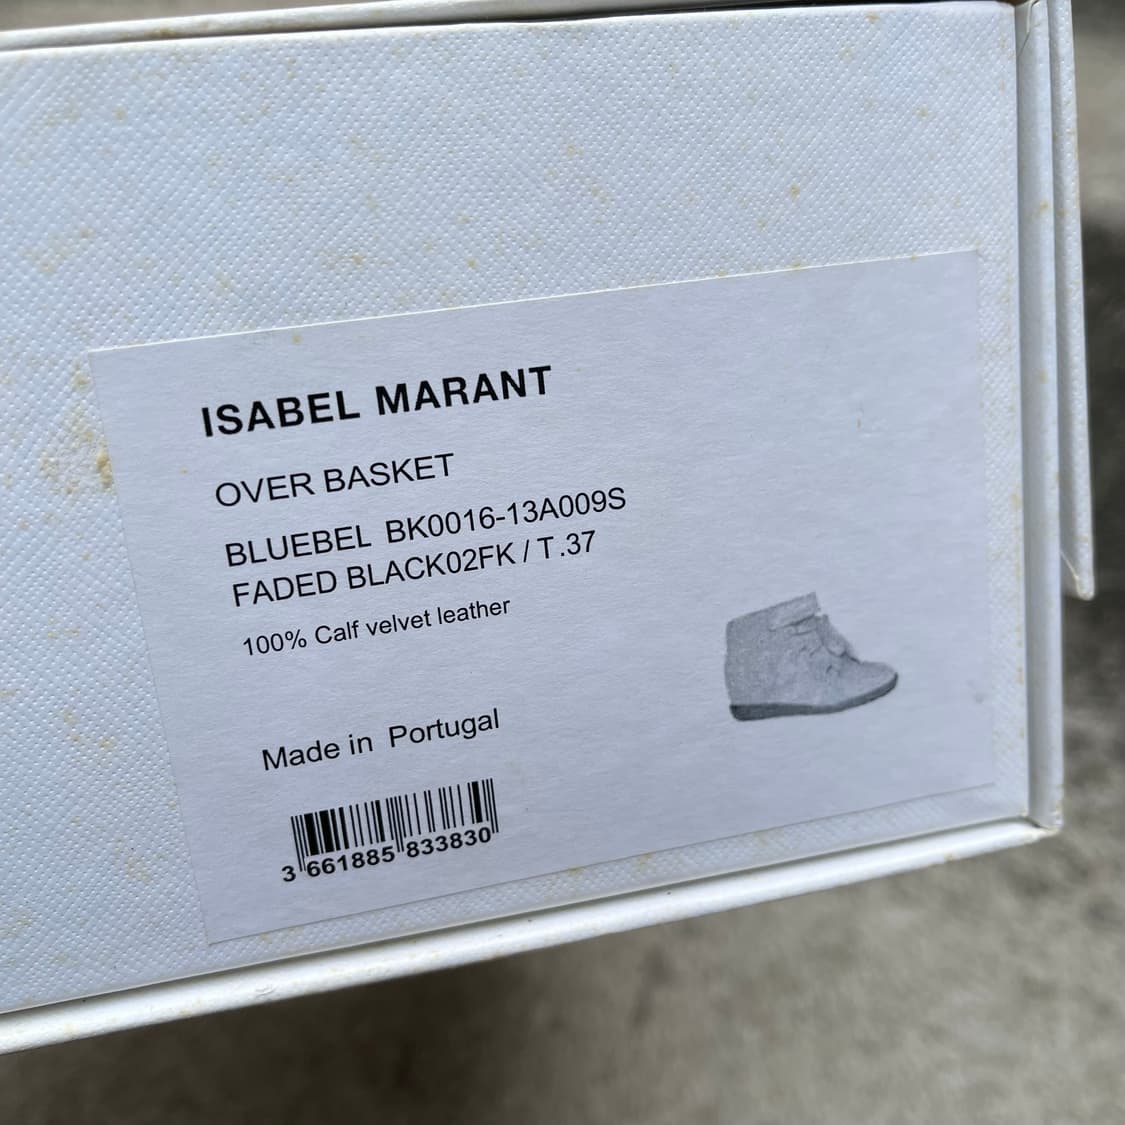 ISABEL MARANT
OVER BASKET
BLUEBEL BK0016-13A009S
FADED BLACK02FK / T.37
100% Calf velvet leather
Made in Portugal
3 661885 833830